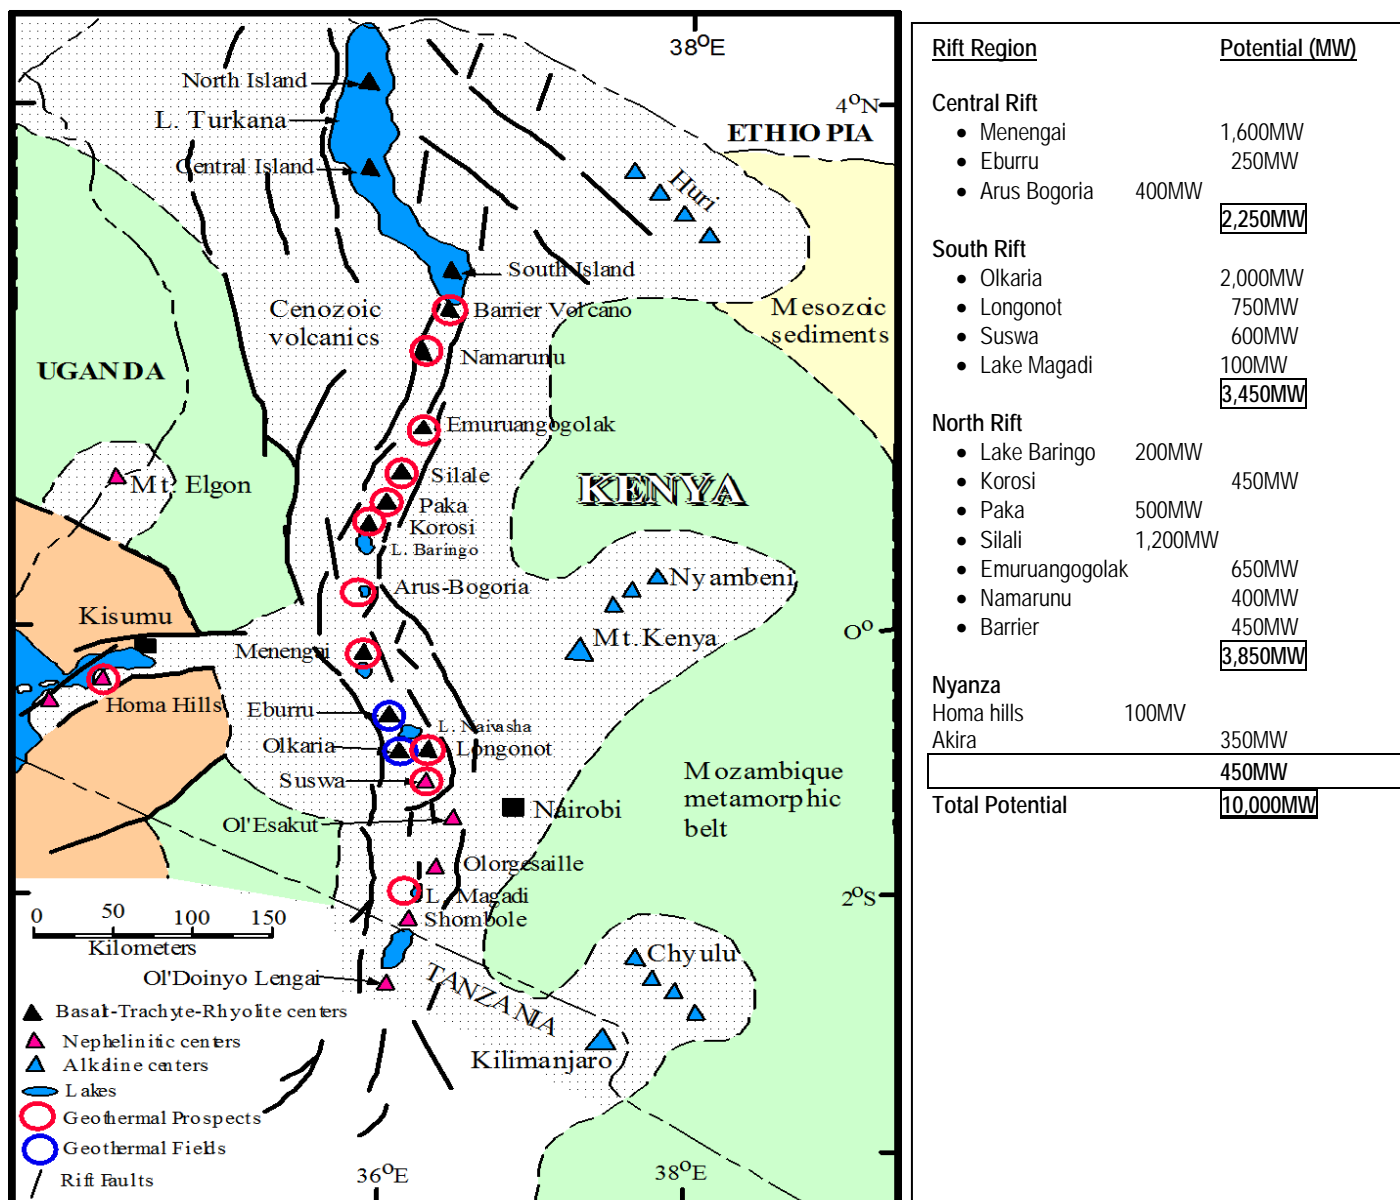 38°E
North Island
4°N
L. Turkana
ETHIOPIA
Central Island
Huri
South Island
Cenozoic
volcanics
Barrier Volcano
Mesozoic
sediments
Namarunu
UGANDA
Emuruangogolak
Silale
Mt. Elgon
KENYA
Paka
Korosi
L. Baringo
Arus-Bogoria
Nyambeni
Kisumu
0°
Mt.Kenya
Menengai
Homa Hills
Eburru
L. Naivasha
Olkaria
Longonot
Suswa
Mozambique
metamorphic
belt
Nairobi
Ol'Esakut
Olorgesaille
L. Magadi
2°S
Shombole
0 50 100 150
Kilometers
Chyulu
Ol'Doinyo Lengai
TANZANIA
Kilimanjaro
Basalt-Trachyte-Rhyolite centers
Nephelinitic centers
Alkaline centers
Lakes
Geothermal Prospects
Geothermal Fields
Rift Faults
36°E
38°E
Rift Region Potential (MW)
Central Rift
• Menengai 1,600MW
• Eburru 250MW
• Arus Bogoria 400MW
2,250MW
South Rift
• Olkaria 2,000MW
• Longonot 750MW
• Suswa 600MW
• Lake Magadi 100MW
3,450MW
North Rift
• Lake Baringo 200MW
• Korosi 450MW
• Paka 500MW
• Silali 1,200MW
• Emuruangogolak 650MW
• Namarunu 400MW
• Barrier 450MW
3,850MW
Nyanza
Homa hills 100MV
Akira 350MW
450MW
Total Potential 10,000MW